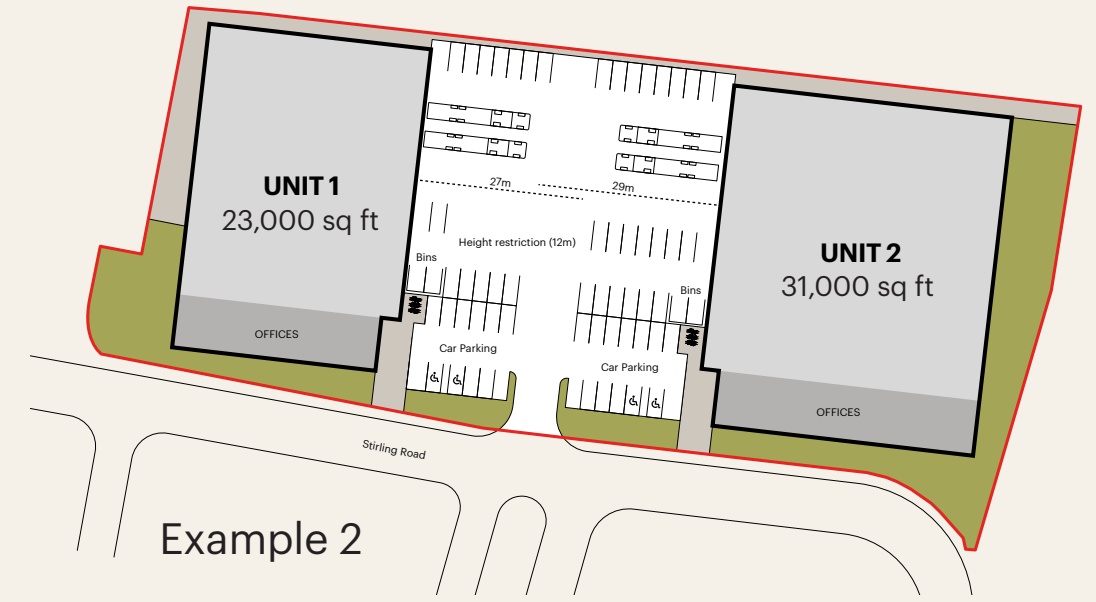 UNIT 1
23,000 sq ft
OFFICES
27m
29m
Height restriction (12m)
Bins
Bins
Car Parking
Car Parking
UNIT 2
31,000 sq ft
OFFICES
Stirling Road
Example 2